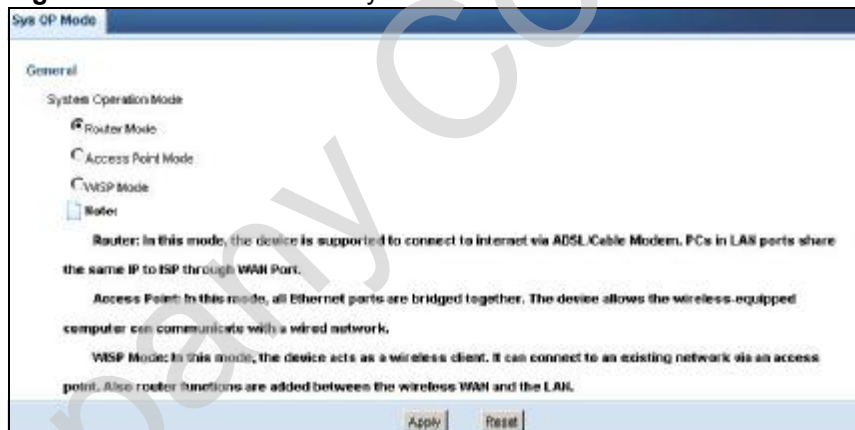 Sys OP Mode
General
System Operation Mode
Router Mode
Access Point Mode
WISP Mode
Note:
Router: In this mode, the device is supported to connect to internet via ADSL/Cable Modem. PCs in LAN ports share
the same IP to ISP through WAN Port.
Access Point: In this mode, all Ethernet ports are bridged together. The device allows the wireless-equipped
computer can communicate with a wired network.
WISP Mode: In this mode, the device acts as a wireless client. It can connect to an existing network via an access
point. Also router functions are added between the wireless WAN and the LAN.
Apply Reset